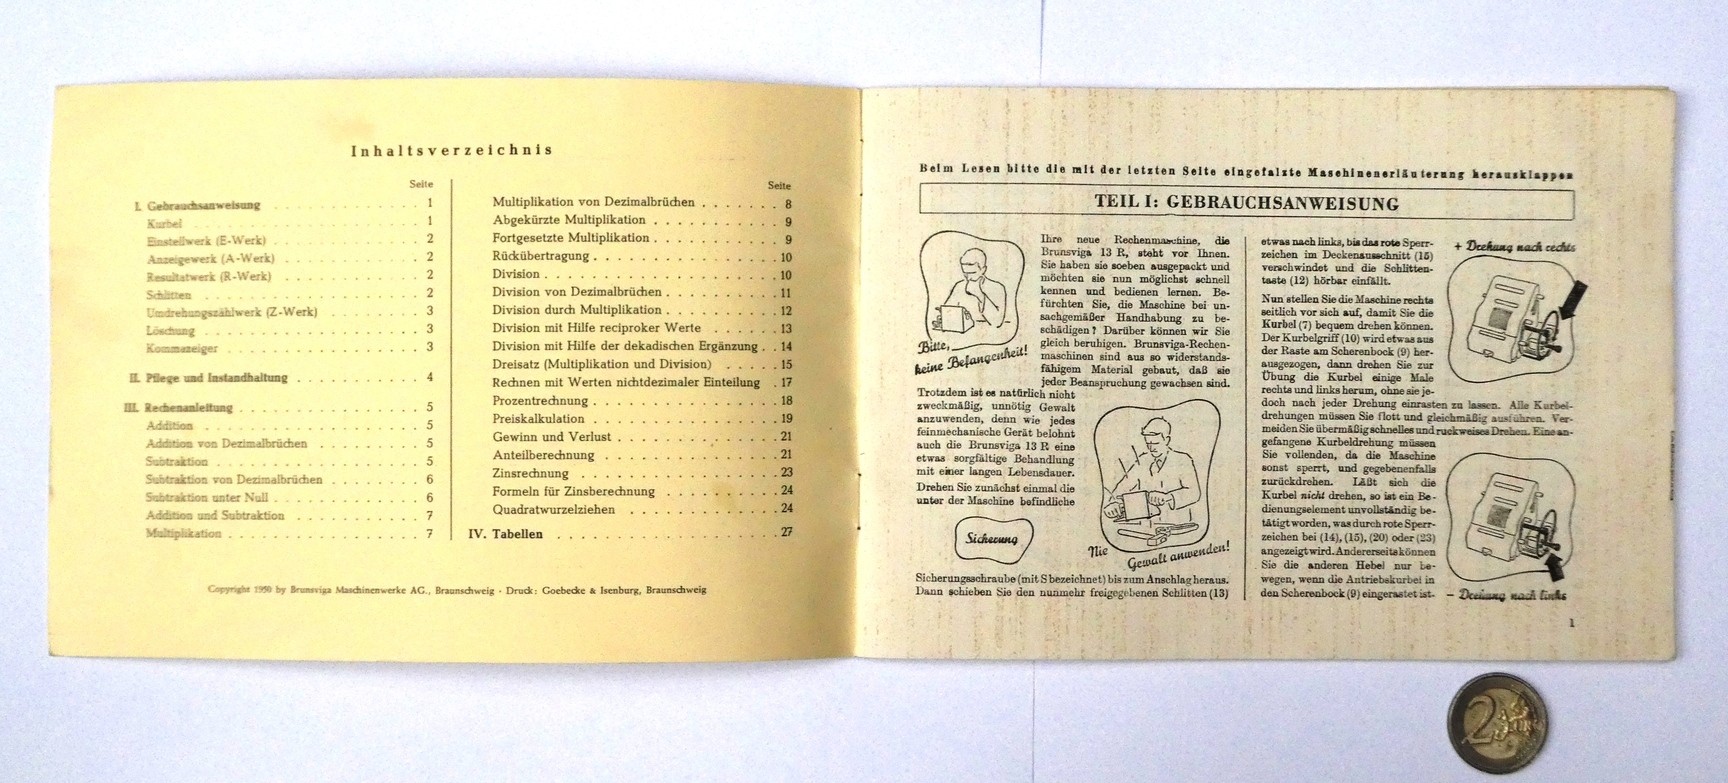 Inhaltsverzeichnis
Seite
I. Gebrauchsanweisung . . . 1
Kurbel . . . 1
Einstellwerk (E-Werk) . . . 2
Anzeigewerk (A-Werk) . . . 2
Resultatwerk (R-Werk) . . . 2
Schlitten . . . 2
Umdrehungszählwerk (Z-Werk) . . . 3
Löschung . . . 3
Kommazeiger . . . 3
II. Pflege und Instandhaltung . . . 4
III. Rechenanleitung . . . 5
Addition . . . 5
Addition von Dezimalbrüchen . . . 5
Subtraktion . . . 5
Subtraktion von Dezimalbrüchen . . . 6
Subtraktion unter Null . . . 6
Addition und Subtraktion . . . 7
Multiplikation . . . 7
Seite
Multiplikation von Dezimalbrüchen . . . 8
Abgekürzte Multiplikation . . . 9
Fortgesetzte Multiplikation . . . 9
Rückübertragung . . . 10
Division . . . 10
Division von Dezimalbrüchen . . . 11
Division durch Multiplikation . . . 12
Division mit Hilfe reciproker Werte . . . 13
Division mit Hilfe der dekadischen Ergänzung . . 14
Dreisatz (Multiplikation und Division) . . . 15
Rechnen mit Werten nichtdezimaler Einteilung . 17
Prozentrechnung . . . 18
Preiskalkulation . . . 19
Gewinn und Verlust . . . 21
Anteilberechnung . . . 21
Zinsrechnung . . . 23
Formeln für Zinsberechnung . . . 24
Quadratwurzelziehen . . . 24
IV. Tabellen . . . 27
Copyright 1950 by Brunsviga Maschinenwerke AG., Braunschweig · Druck: Goebecke & Isenburg, Braunschweig
Beim Lesen bitte die mit der letzten Seite eingefalzte Maschinenerläuterung herausklappen
TEIL I: GEBRAUCHSANWEISUNG
Bitte,
keine Befangenheit!
Ihre neue Rechenmaschine, die
Brunsviga 13 R, steht vor Ihnen.
Sie haben sie soeben ausgepackt und
möchten sie nun möglichst schnell
kennen und bedienen lernen. Be-
fürchten Sie, die Maschine bei un-
sachgemäßer Handhabung zu be-
schädigen? Darüber können wir Sie
gleich beruhigen. Brunsviga-Rechen-
maschinen sind aus so widerstands-
fähigem Material gebaut, daß sie
jeder Beanspruchung gewachsen sind.
Trotzdem ist es natürlich nicht
zweckmäßig, unnötig Gewalt
anzuwenden, denn wie jedes
feinmechanische Gerät belohnt
auch die Brunsviga 13 R eine
etwas sorgfältige Behandlung
mit einer langen Lebensdauer.
Drehen Sie zunächst einmal die
unter der Maschine befindliche
Sicherung
Nie
Gewalt anwenden!
Sicherungsschraube (mit S bezeichnet) bis zum Anschlag heraus.
Dann schieben Sie den nunmehr freigegebenen Schlitten (13)
etwas nach links, bis das rote Sperr-
zeichen im Deckenausschnitt (15)
verschwindet und die Schlitten-
taste (12) hörbar einfällt.
Nun stellen Sie die Maschine rechts
seitlich vor sich auf, damit Sie die
Kurbel (7) bequem drehen können.
Der Kurbelgriff (10) wird etwas aus
der Raste am Scherenbock (9) her-
ausgezogen, dann drehen Sie zur
Übung die Kurbel einige Male
rechts und links herum, ohne sie je-
doch nach jeder Drehung einrasten zu lassen. Alle Kurbel-
drehungen müssen Sie flott und gleichmäßig ausführen. Ver-
meiden Sie übermäßig schnelles und ruckweises Drehen. Eine an-
gefangene Kurbeldrehung müssen
Sie vollenden, da die Maschine
sonst sperrt, und gegebenenfalls
zurückdrehen. Läßt sich die
Kurbel nicht drehen, so ist ein Be-
dienungselement unvollständig be-
tätigt worden, was durch rote Sperr-
zeichen bei (14), (15), (20) oder (23)
angezeigt wird. Andererseits können
Sie die anderen Hebel nur be-
wegen, wenn die Antriebskurbel in
den Scherenbock (9) eingerastet ist.
+ Drehung nach rechts
– Drehung nach links
1
2
EURO